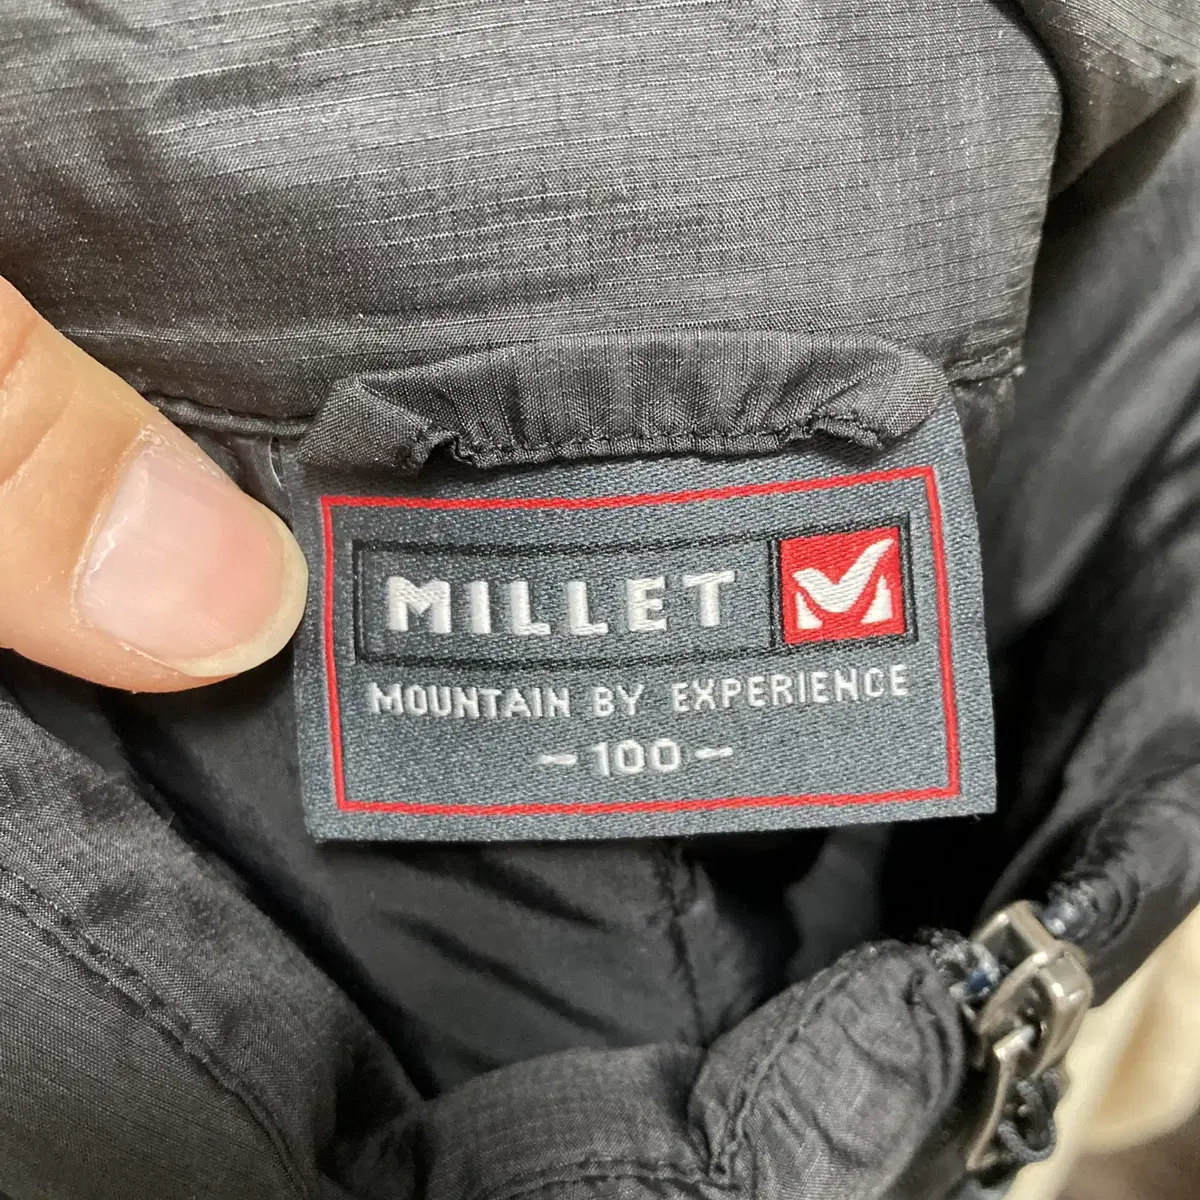 MILLET
MOUNTAIN BY EXPERIENCE
- 100 -